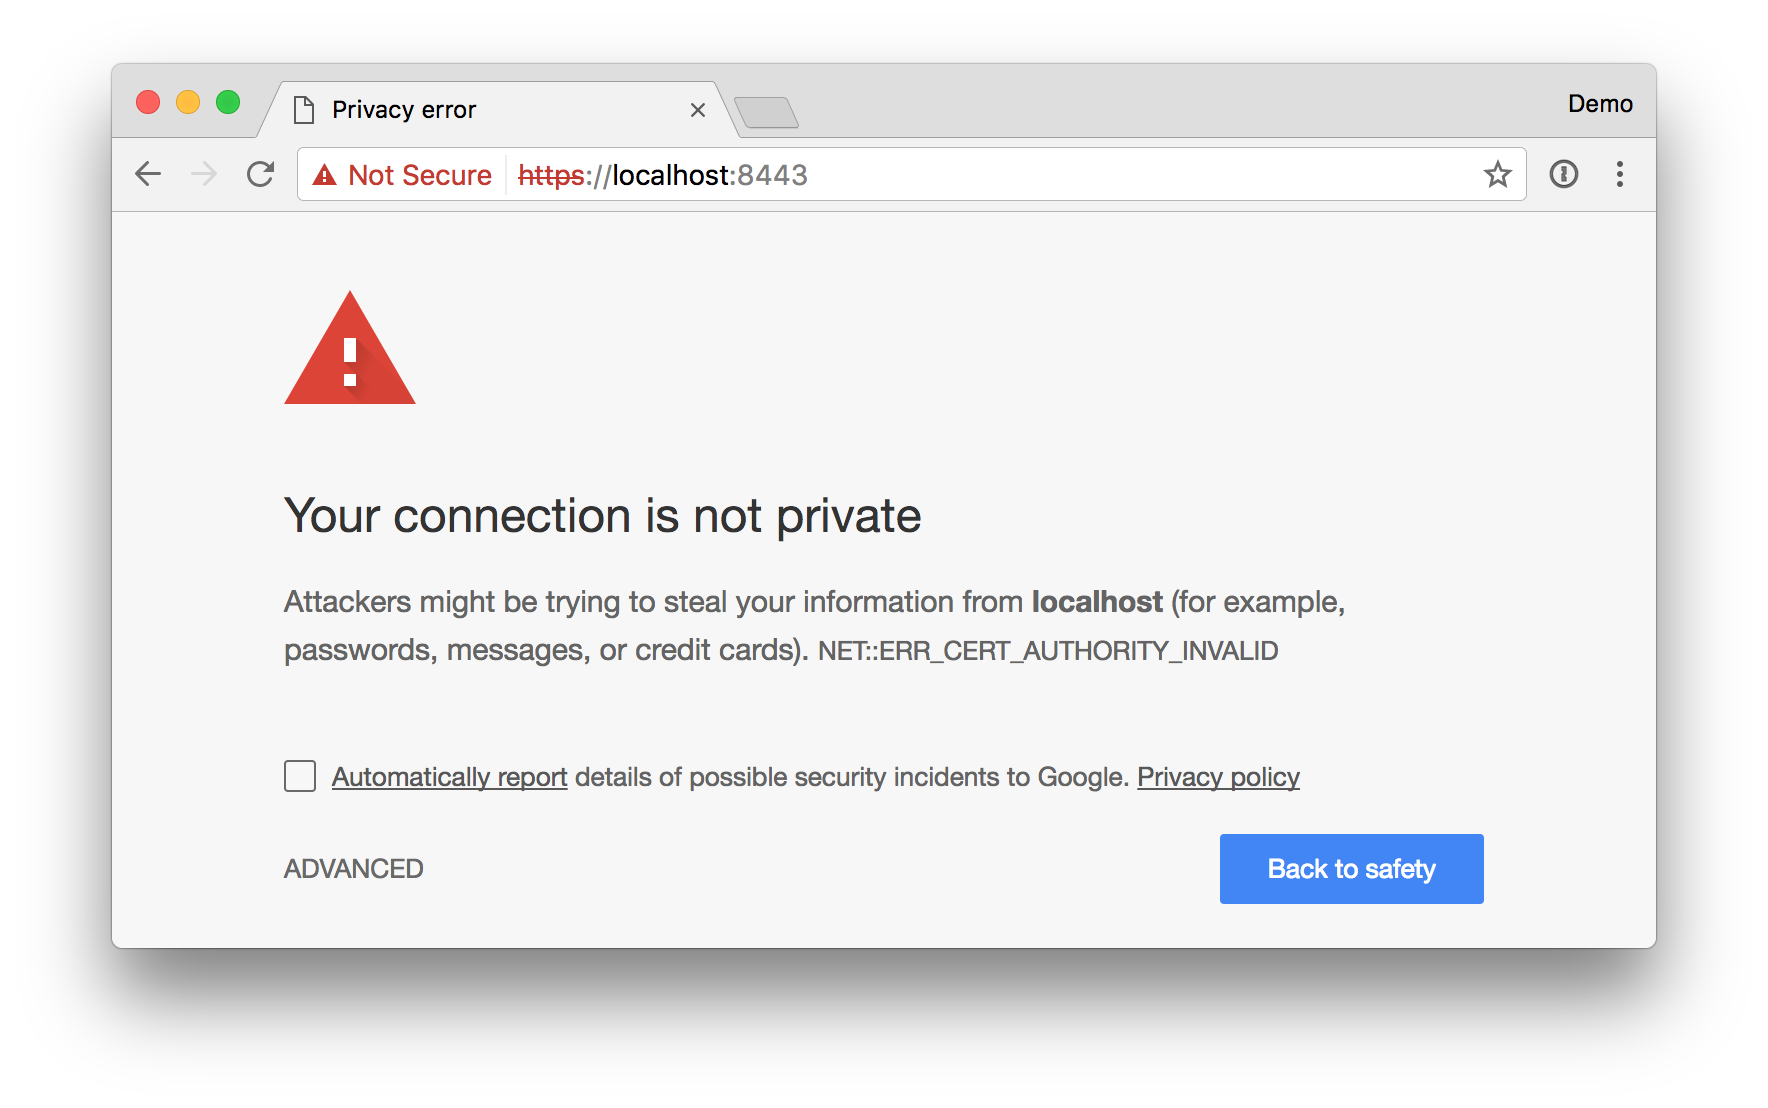 Privacy error
Demo
Not Secure https://localhost:8443
Your connection is not private
Attackers might be trying to steal your information from localhost (for example,
passwords, messages, or credit cards). NET::ERR_CERT_AUTHORITY_INVALID
Automatically report details of possible security incidents to Google. Privacy policy
ADVANCED
Back to safety